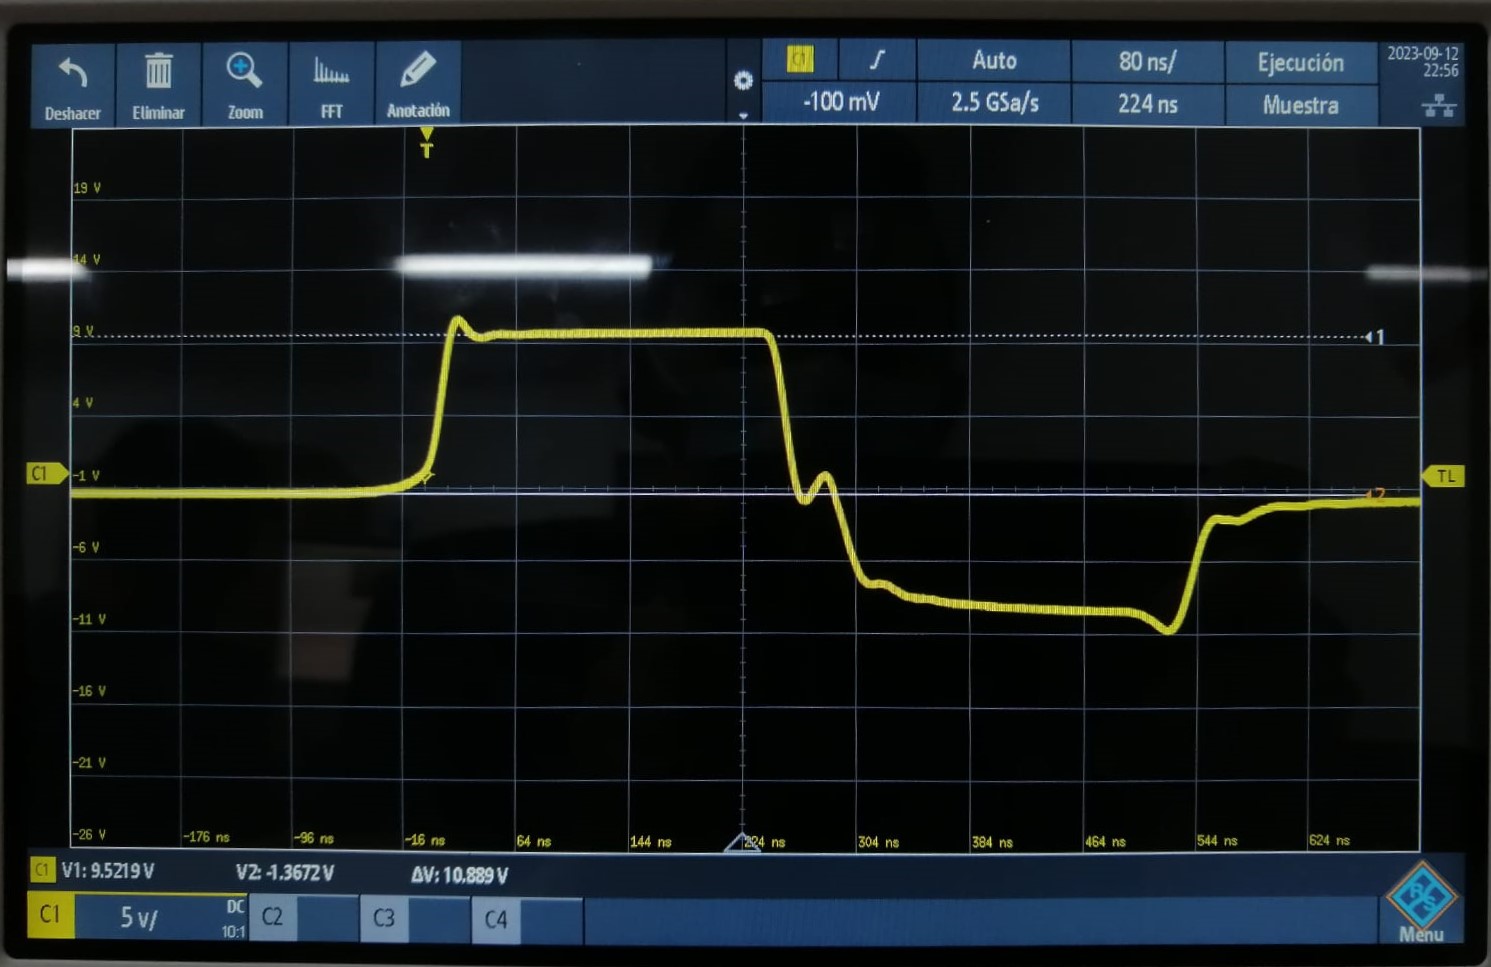 C1
Auto
80 ns/
Ejecución
2023-09-12
22:56
Deshacer
Eliminar
Zoom
FFT
Anotación
-100 mV
2.5 GSa/s
224 ns
Muestra
T
19 V
14 V
9 V
1
4 V
C1
-1 V
TL
2
-6 V
-11 V
-16 V
-21 V
-26 V
-176 ns
-96 ns
-16 ns
64 ns
144 ns
224 ns
304 ns
384 ns
464 ns
544 ns
624 ns
C1 V1: 9.5219 V V2: -1.3672 V ΔV: 10.889 V
C1 5 V/ DC 10:1 C2 C3 C4
R S
Menu